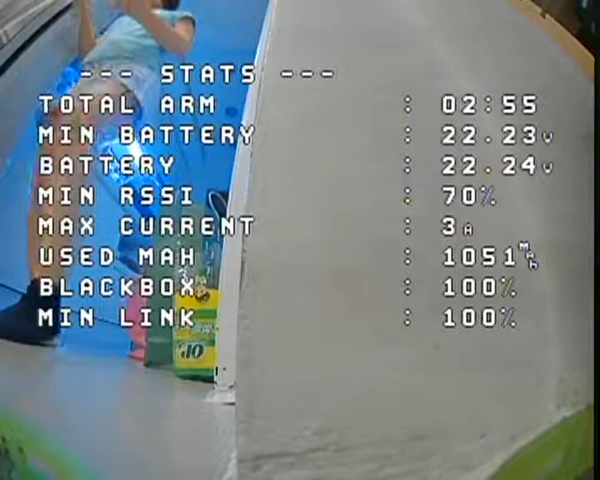 --- STATS ---
TOTAL ARM : 02:55
MIN BATTERY : 22.23V
BATTERY : 22.24V
MIN RSSI : 70%
MAX CURRENT : 3A
USED MAH : 1051mAh
BLACKBOX : 100%
MIN LINK : 100%